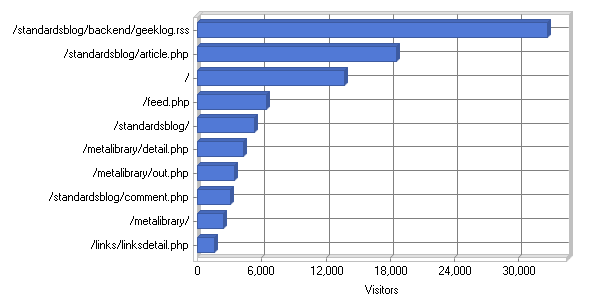 /standardsblog/backend/geeklog.rss
/standardsblog/article.php
/
/feed.php
/standardsblog/
/metalibrary/detail.php
/metalibrary/out.php
/standardsblog/comment.php
/metalibrary/
/links/linksdetail.php
0 6,000 12,000 18,000 24,000 30,000
Visitors